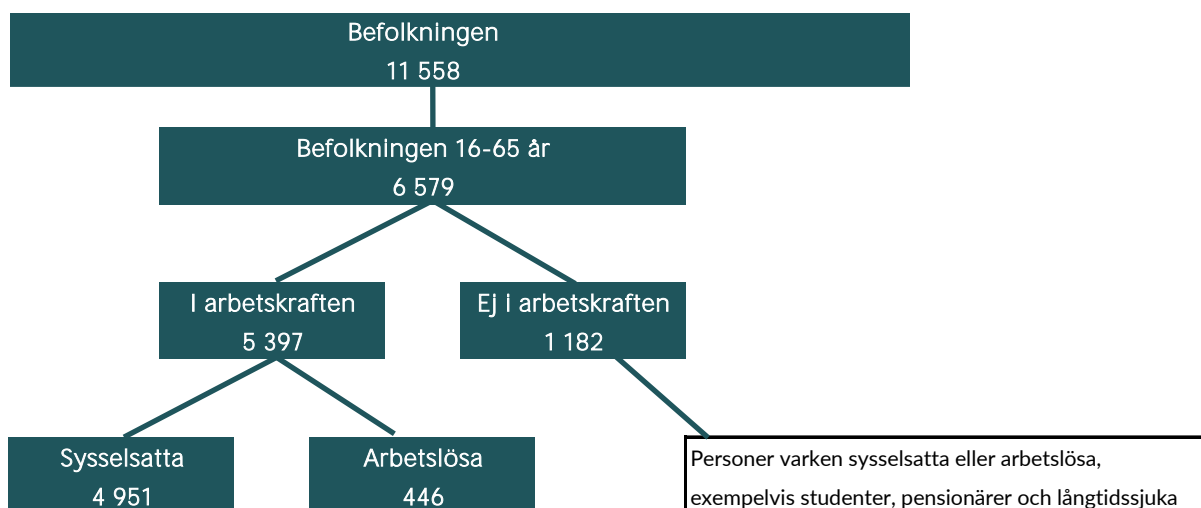 Befolkningen
11 558
Befolkningen 16-65 år
6 579
I arbetskraften
5 397
Ej i arbetskraften
1 182
Sysselsatta
4 951
Arbetslösa
446
Personer varken sysselsatta eller arbetslösa,
exempelvis studenter, pensionärer och långtidssjuka